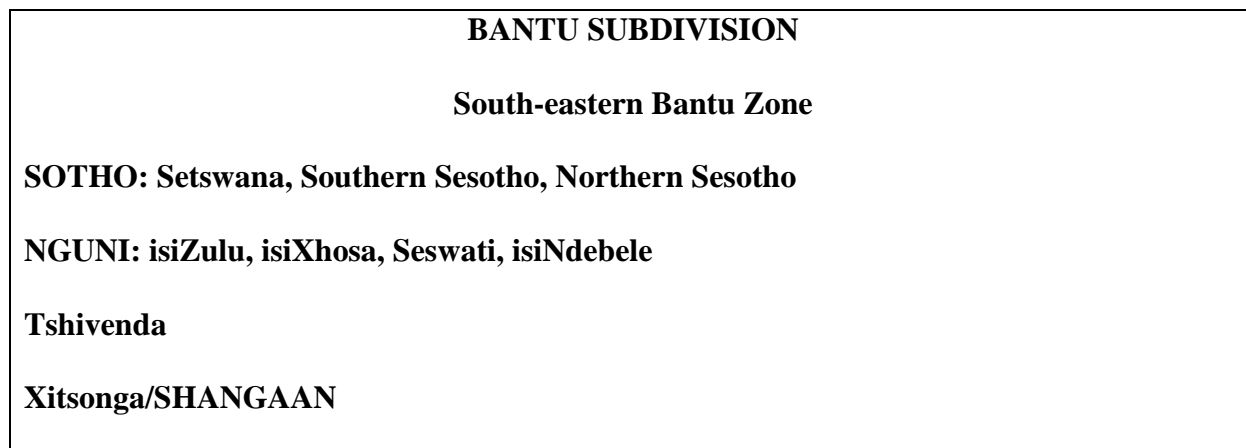 BANTU SUBDIVISION
South-eastern Bantu Zone
SOTHO: Setswana, Southern Sesotho, Northern Sesotho
NGUNI: isiZulu, isiXhosa, Seswati, isiNdebele
Tshivenda
Xitsonga/SHANGAAN